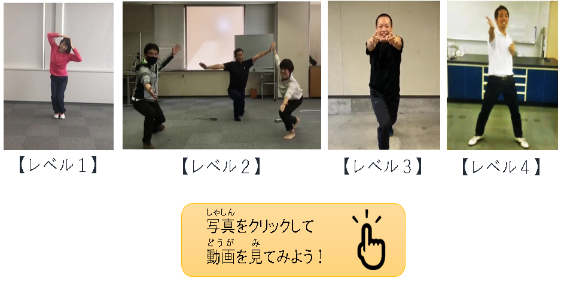 【レベル１】
【レベル２】
【レベル３】
【レベル４】
しゃしん
写真をクリックして
どうが み
動画を見てみよう！